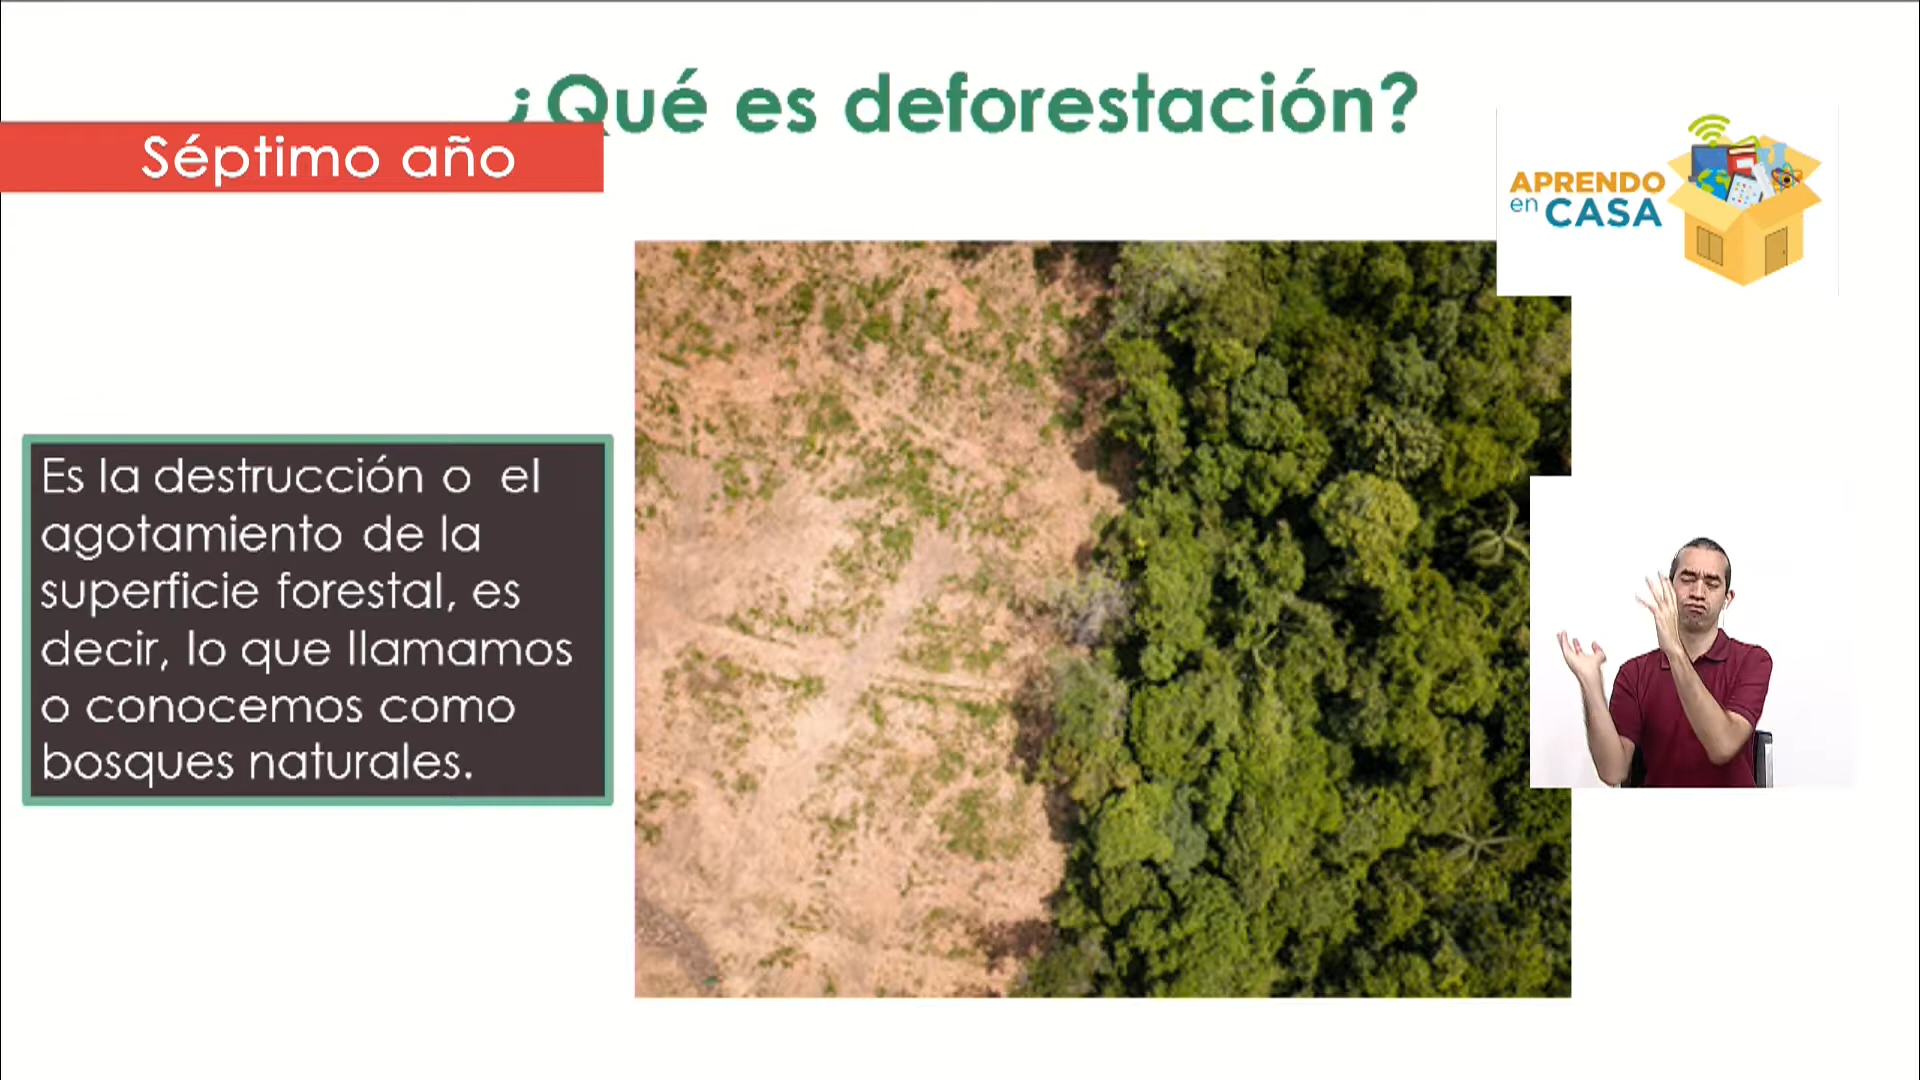 ¿Qué es deforestación?
Séptimo año
APRENDO
en CASA
Es la destrucción o el
agotamiento de la
superficie forestal, es
decir, lo que llamamos
o conocemos como
bosques naturales.